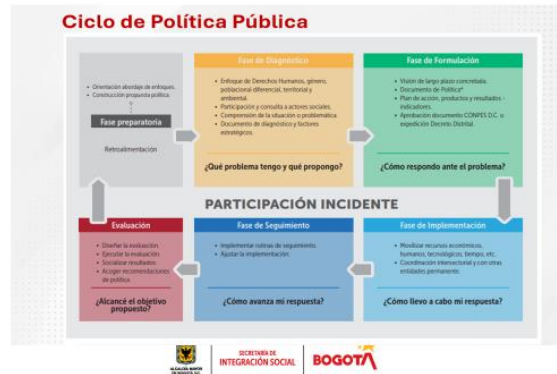 Ciclo de Política Pública
• Orientación abordaje de enfoques.
• Construcción propuesta política.
Fase preparatoria
Retroalimentación
Fase de Diagnóstico
• Enfoque de Derechos Humanos, género,
poblacional diferencial, territorial y
ambiental.
• Participación y consulta a actores sociales.
• Comprensión de la situación o problemática.
• Documento de diagnóstico y factores
estratégicos.
¿Qué problema tengo y qué propongo?
Fase de Formulación
• Visión de largo plazo concretada.
• Documento de Política*
• Plan de acción, productos y resultados -
indicadores.
• Aprobación documento CONPES D.C. o
expedición Decreto Distrital.
¿Cómo respondo ante el problema?
PARTICIPACIÓN INCIDENTE
Evaluación
• Diseñar la evaluación.
• Ejecutar la evaluación.
• Socializar resultados.
• Acoger recomendaciones
de política.
¿Alcancé el objetivo
propuesto?
Fase de Seguimiento
• Implementar rutinas de seguimiento.
• Ajustar la implementación.
¿Cómo avanza mi respuesta?
Fase de Implementación
• Movilizar recursos económicos,
humanos, tecnológicos, tiempo, etc.
• Coordinación intersectorial y con otras
entidades permanente.
¿Cómo llevo a cabo mi respuesta?
ALCALDÍA MAYOR
DE BOGOTÁ D.C.
SECRETARÍA DE
INTEGRACIÓN SOCIAL
BOGOTÁ